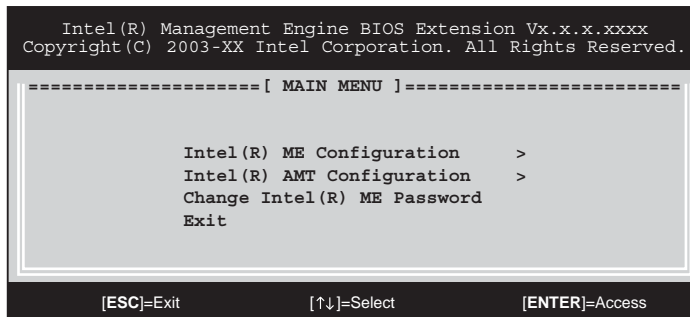 Intel(R) Management Engine BIOS Extension Vx.x.x.xxxx
Copyright(C) 2003-XX Intel Corporation. All Rights Reserved.
=====================[ MAIN MENU ]=========================
Intel(R) ME Configuration >
Intel(R) AMT Configuration >
Change Intel(R) ME Password
Exit
[ESC]=Exit [↑↓]=Select [ENTER]=Access